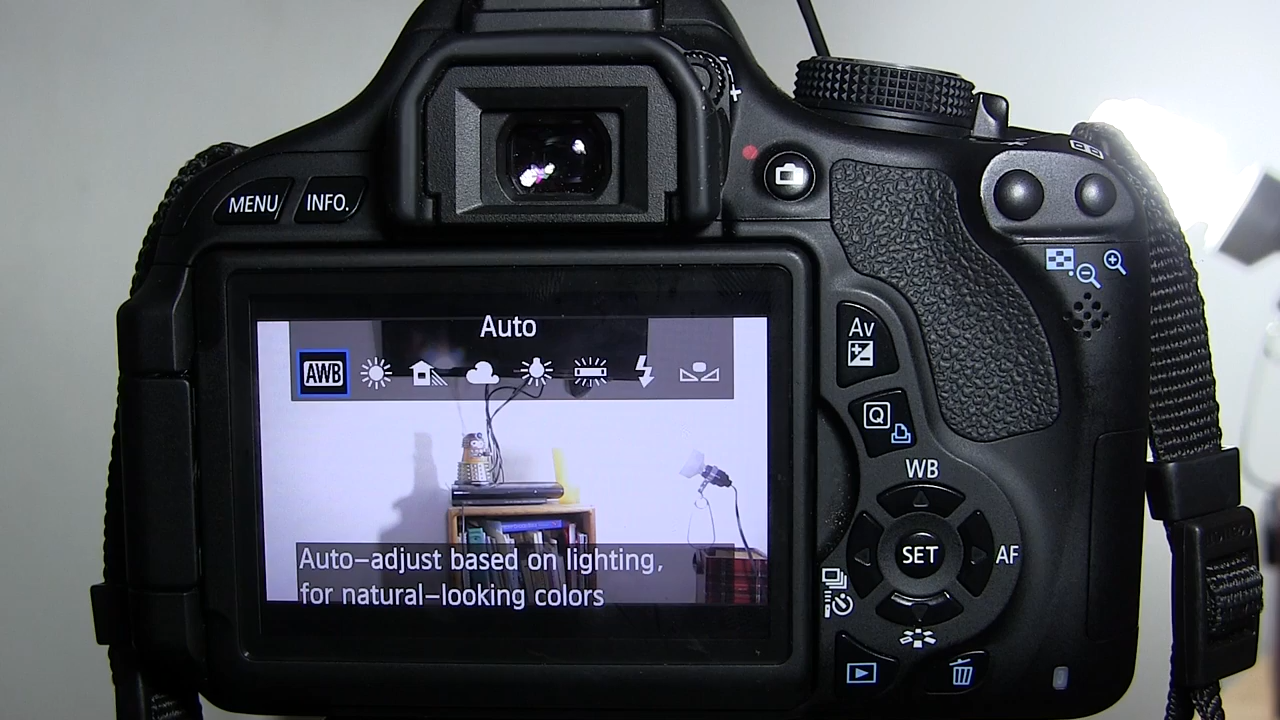 MENU INFO.
Auto
AWB
Auto-adjust based on lighting,
for natural-looking colors
Av
Q
WB
SET
AF